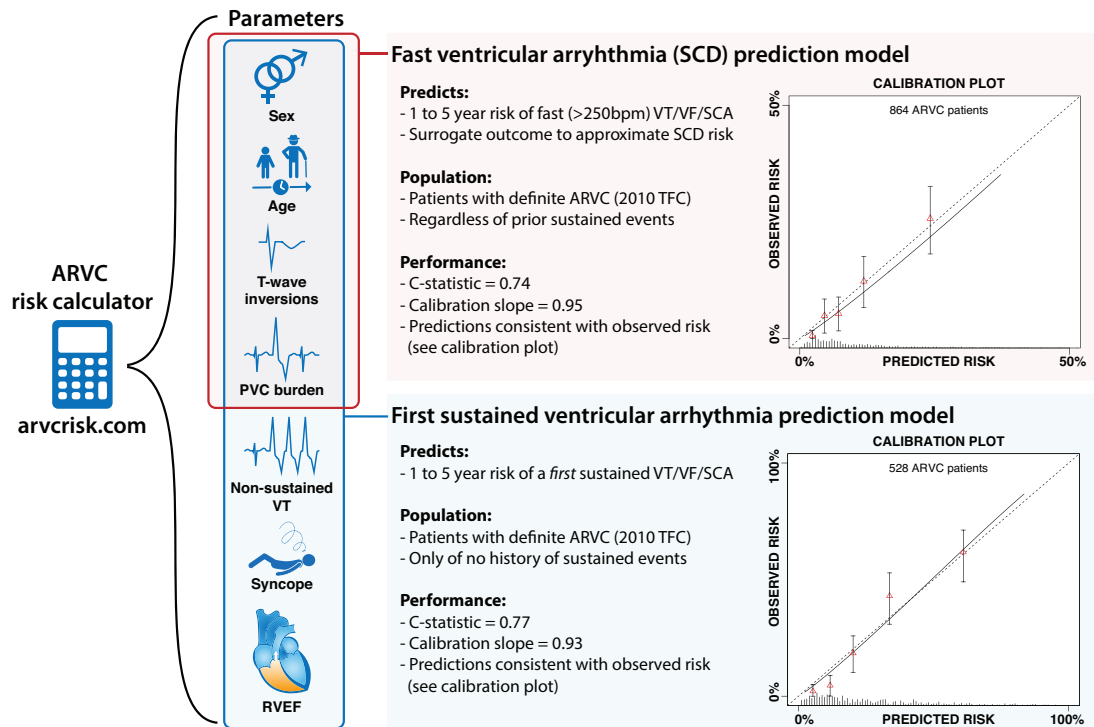 Parameters
Sex
Age
T-wave
inversions
PVC burden
Non-sustained
VT
Syncope
RVEF
ARVC
risk calculator
arvcrisk.com
Fast ventricular arryhthmia (SCD) prediction model
Predicts:
- 1 to 5 year risk of fast (>250bpm) VT/VF/SCA
- Surrogate outcome to approximate SCD risk
Population:
- Patients with definite ARVC (2010 TFC)
- Regardless of prior sustained events
Performance:
- C-statistic = 0.74
- Calibration slope = 0.95
- Predictions consistent with observed risk
(see calibration plot)
CALIBRATION PLOT
864 ARVC patients
50%
OBSERVED RISK
0%
0%
PREDICTED RISK
50%
First sustained ventricular arrhythmia prediction model
Predicts:
- 1 to 5 year risk of a first sustained VT/VF/SCA
Population:
- Patients with definite ARVC (2010 TFC)
- Only of no history of sustained events
Performance:
- C-statistic = 0.77
- Calibration slope = 0.93
- Predictions consistent with observed risk
(see calibration plot)
CALIBRATION PLOT
528 ARVC patients
100%
OBSERVED RISK
0%
0%
PREDICTED RISK
100%